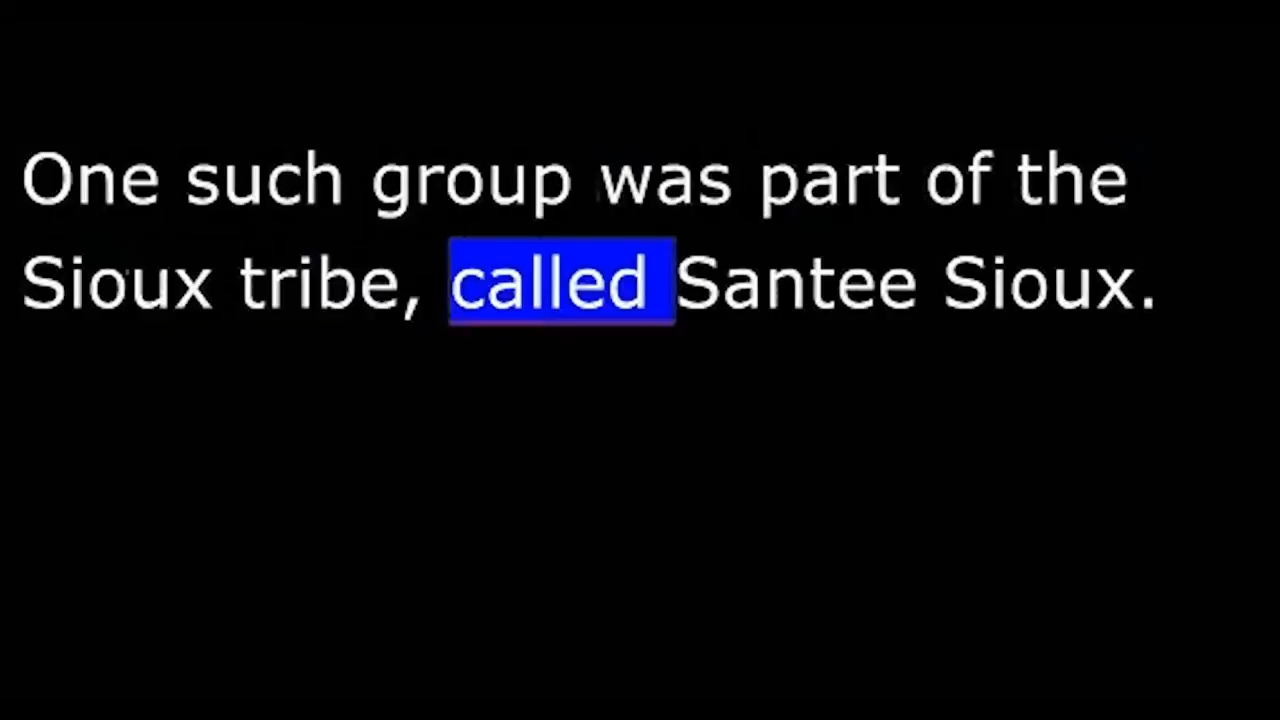 One such group was part of the
Sioux tribe, called Santee Sioux.